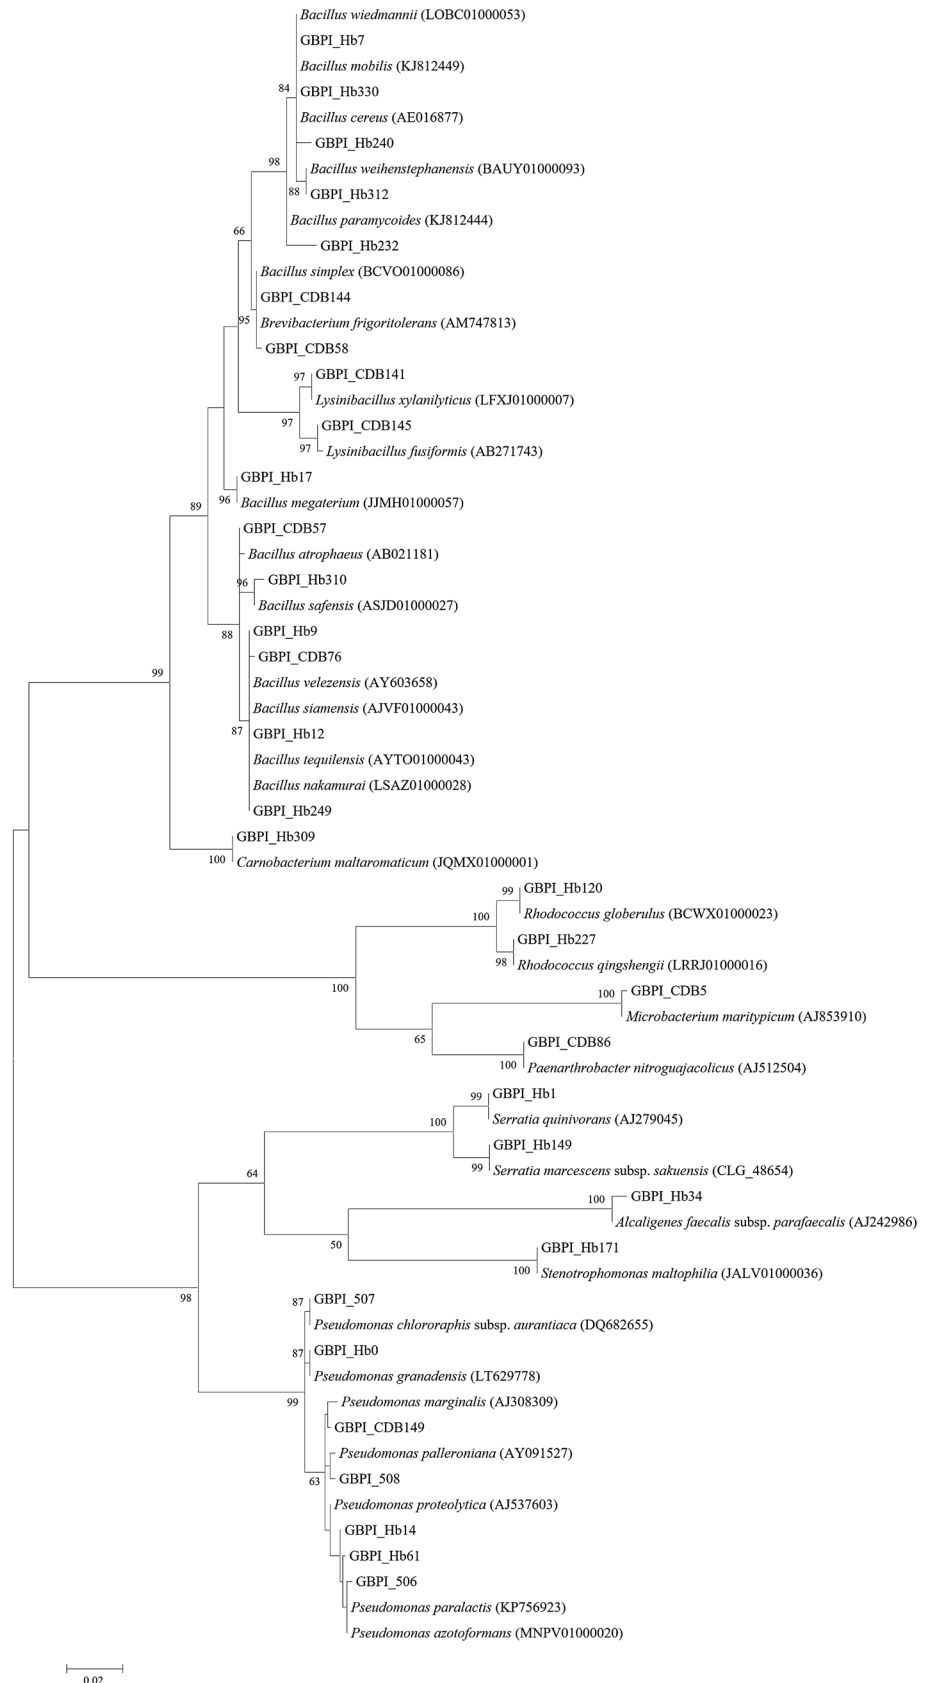 Bacillus wiedmannii (LOBC01000053)
GBPI_Hb7
Bacillus mobilis (KJ812449)
84
GBPI_Hb330
Bacillus cereus (AE016877)
GBPI_Hb240
98
Bacillus weihenstephanensis (BAUY01000093)
88
GBPI_Hb312
Bacillus paramycoides (KJ812444)
66
GBPI_Hb232
Bacillus simplex (BCVO01000086)
GBPI_CDB144
95
Brevibacterium frigoritolerans (AM747813)
GBPI_CDB58
97
GBPI_CDB141
Lysinibacillus xylanilyticus (LFXJ01000007)
97
GBPI_CDB145
97
Lysinibacillus fusiformis (AB271743)
GBPI_Hb17
96
Bacillus megaterium (JJMH01000057)
89
GBPI_CDB57
Bacillus atrophaeus (AB021181)
96
GBPI_Hb310
Bacillus safensis (ASJD01000027)
88
GBPI_Hb9
GBPI_CDB76
99
Bacillus velezensis (AY603658)
Bacillus siamensis (AJVF01000043)
87
GBPI_Hb12
Bacillus tequilensis (AYTO01000043)
Bacillus nakamurai (LSAZ01000028)
GBPI_Hb249
GBPI_Hb309
100
Carnobacterium maltaromaticum (JQMX01000001)
99
GBPI_Hb120
100
Rhodococcus globerulus (BCWX01000023)
GBPI_Hb227
98
Rhodococcus qingshengii (LRRJ01000016)
100
100
GBPI_CDB5
Microbacterium maritypicum (AJ853910)
65
GBPI_CDB86
100
Paenarthrobacter nitroguajacolicus (AJ512504)
99
GBPI_Hb1
100
Serratia quinivorans (AJ279045)
GBPI_Hb149
99
Serratia marcescens subsp. sakuensis (CLG_48654)
64
100
GBPI_Hb34
Alcaligenes faecalis subsp. parafaecalis (AJ242986)
50
GBPI_Hb171
100
Stenotrophomonas maltophilia (JALV01000036)
98
87
GBPI_507
Pseudomonas chlororaphis subsp. aurantiaca (DQ682655)
87
GBPI_Hb0
Pseudomonas granadensis (LT629778)
99
Pseudomonas marginalis (AJ308309)
GBPI_CDB149
Pseudomonas palleroniana (AY091527)
63
GBPI_508
Pseudomonas proteolytica (AJ537603)
GBPI_Hb14
GBPI_Hb61
GBPI_506
Pseudomonas paralactis (KP756923)
Pseudomonas azotoformans (MNPV01000020)
0.02